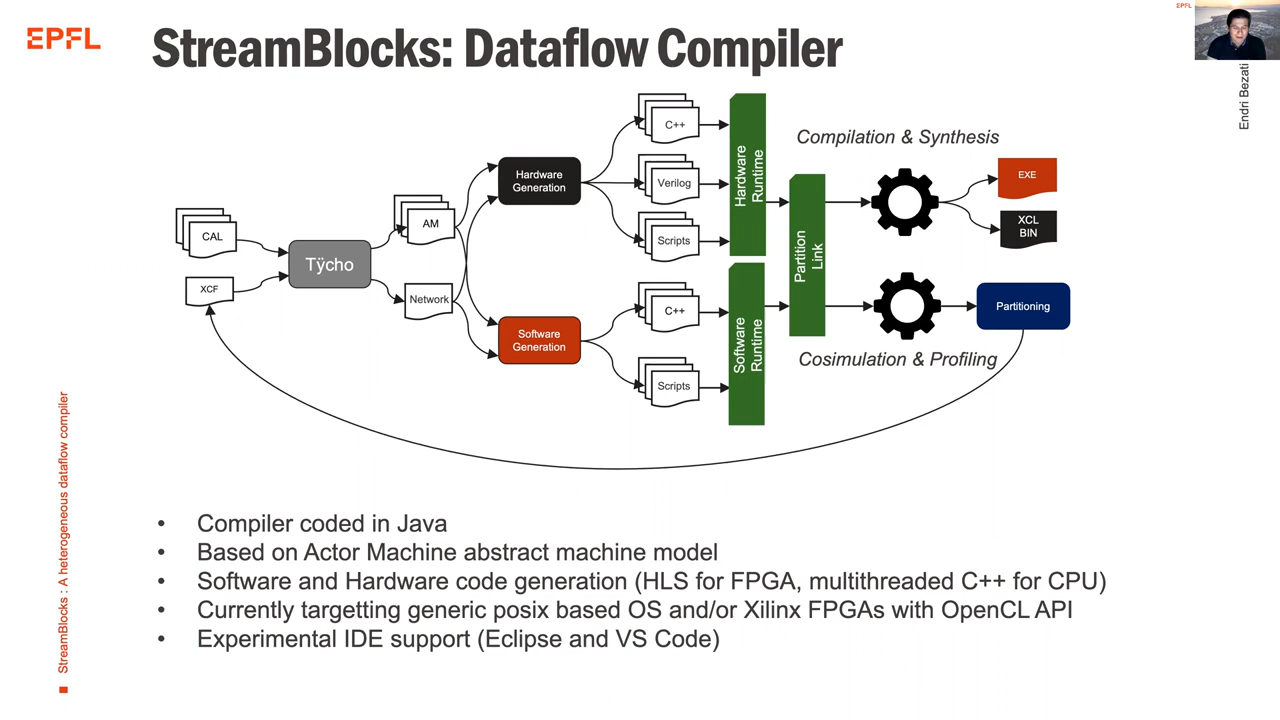 EPFL
StreamBlocks: Dataflow Compiler
EPFL
Endri Bezati
CAL
XCF
Tÿcho
AM
Network
Hardware
Generation
Software
Generation
C++
Verilog
Scripts
C++
Scripts
Hardware
Runtime
Software
Runtime
Partition
Link
Compilation & Synthesis
EXE
XCL
BIN
Partitioning
Cosimulation & Profiling
• Compiler coded in Java
• Based on Actor Machine abstract machine model
• Software and Hardware code generation (HLS for FPGA, multithreaded C++ for CPU)
• Currently targetting generic posix based OS and/or Xilinx FPGAs with OpenCL API
• Experimental IDE support (Eclipse and VS Code)
StreamBlocks : A heterogeneous dataflow compiler